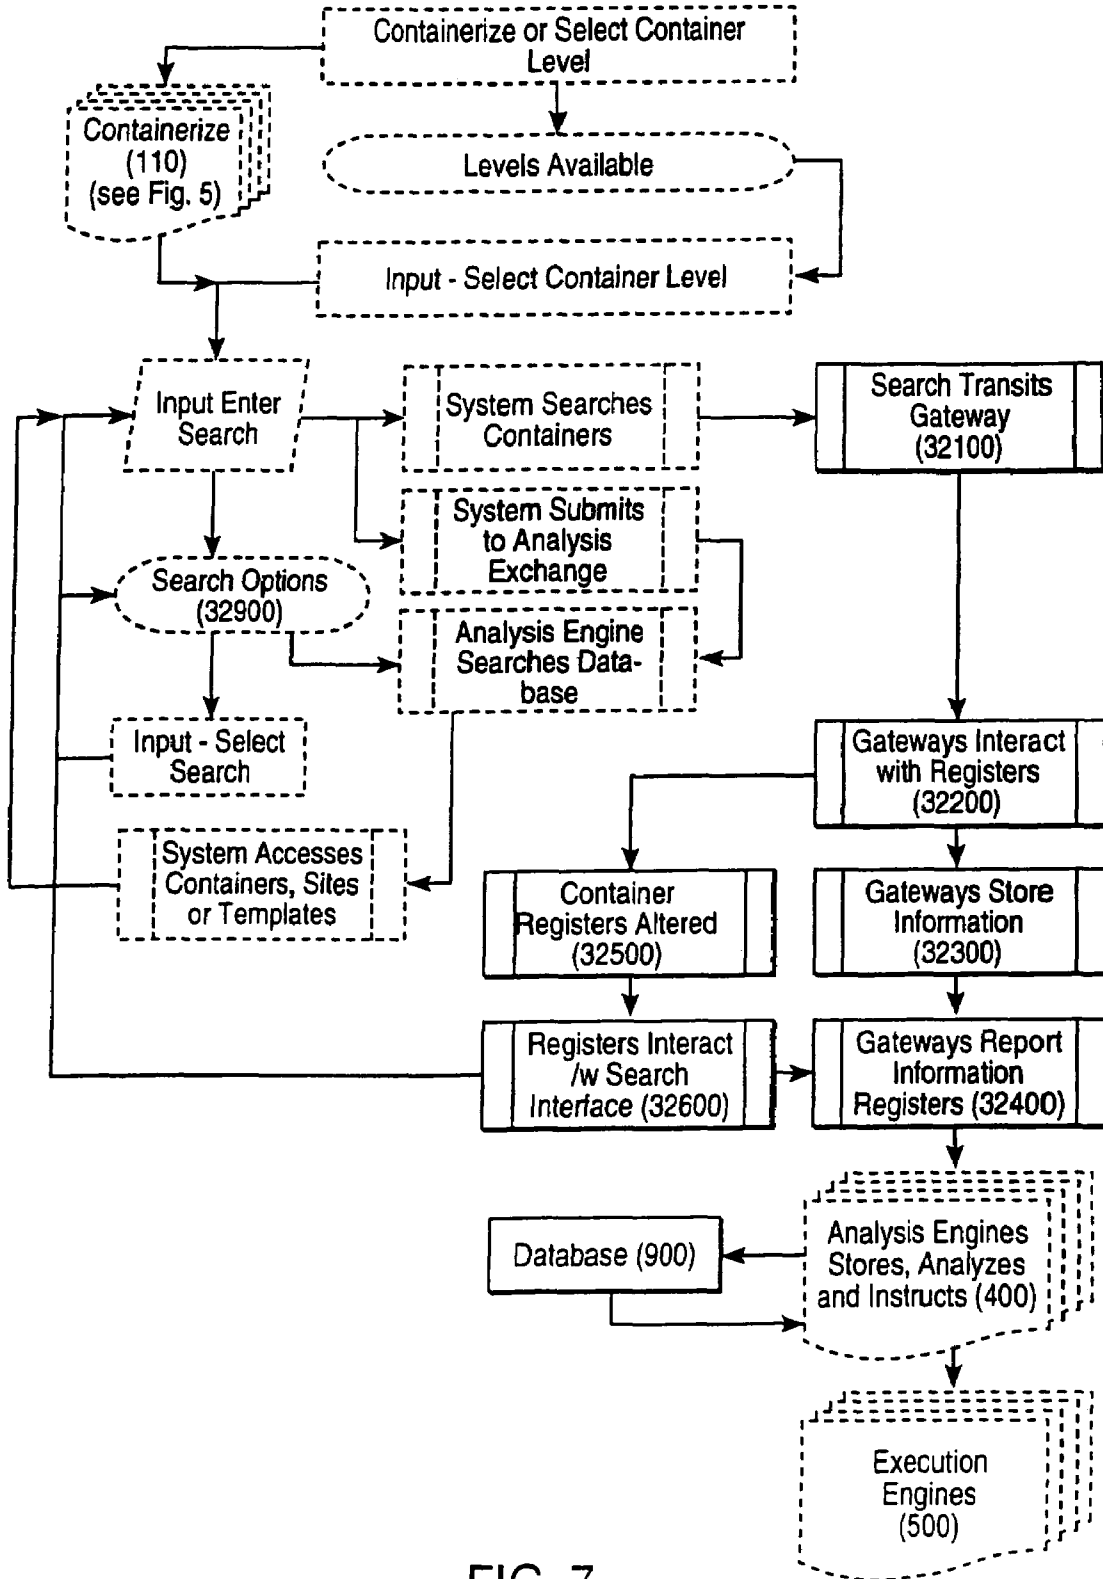 Containerize or Select Container
Level
Containerize
(110)
(see Fig. 5)
Levels Available
Input - Select Container Level
Input Enter
Search
System Searches
Containers
Search Transits
Gateway
(32100)
System Submits
to Analysis
Exchange
Search Options
(32900)
Analysis Engine
Searches Data-
base
Input - Select
Search
Gateways Interact
with Registers
(32200)
System Accesses
Containers, Sites
or Templates
Container
Registers Altered
(32500)
Gateways Store
Information
(32300)
Registers Interact
/w Search
Interface (32600)
Gateways Report
Information
Registers (32400)
Database (900)
Analysis Engines
Stores, Analyzes
and Instructs (400)
Execution
Engines
(500)
FIG. 7